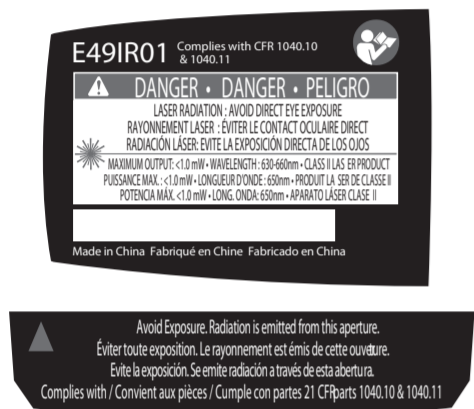 E49IR01 Complies with CFR 1040.10
& 1040.11
DANGER • DANGER • PELIGRO
LASER RADIATION : AVOID DIRECT EYE EXPOSURE
RAYONNEMENT LASER : ÉVITER LE CONTACT OCULAIRE DIRECT
RADIACIÓN LÁSER: EVITE LA EXPOSICIÓN DIRECTA DE LOS OJOS
MAXIMUM OUTPUT: <1.0 mW • WAVELENGTH : 630-660nm • CLASS II LAS ER PRODUCT
PUISSANCE MAX. : <1.0 mW • LONGUEUR D'ONDE : 650nm • PRODUIT LA SER DE CLASSE II
POTENCIA MÁX. <1.0 mW • LONG. ONDA: 650nm • APARATO LÁSER CLASE II
Made in China Fabriqué en Chine Fabricado en China
Avoid Exposure. Radiation is emitted from this aperture.
Éviter toute exposition. Le rayonnement est émis de cette
Evite la exposición. Se emite radiación a través de esta abertura.
Complies with / Convient aux pièces / Cumple con partes 21 CFR parts 1040.10 & 1040.11